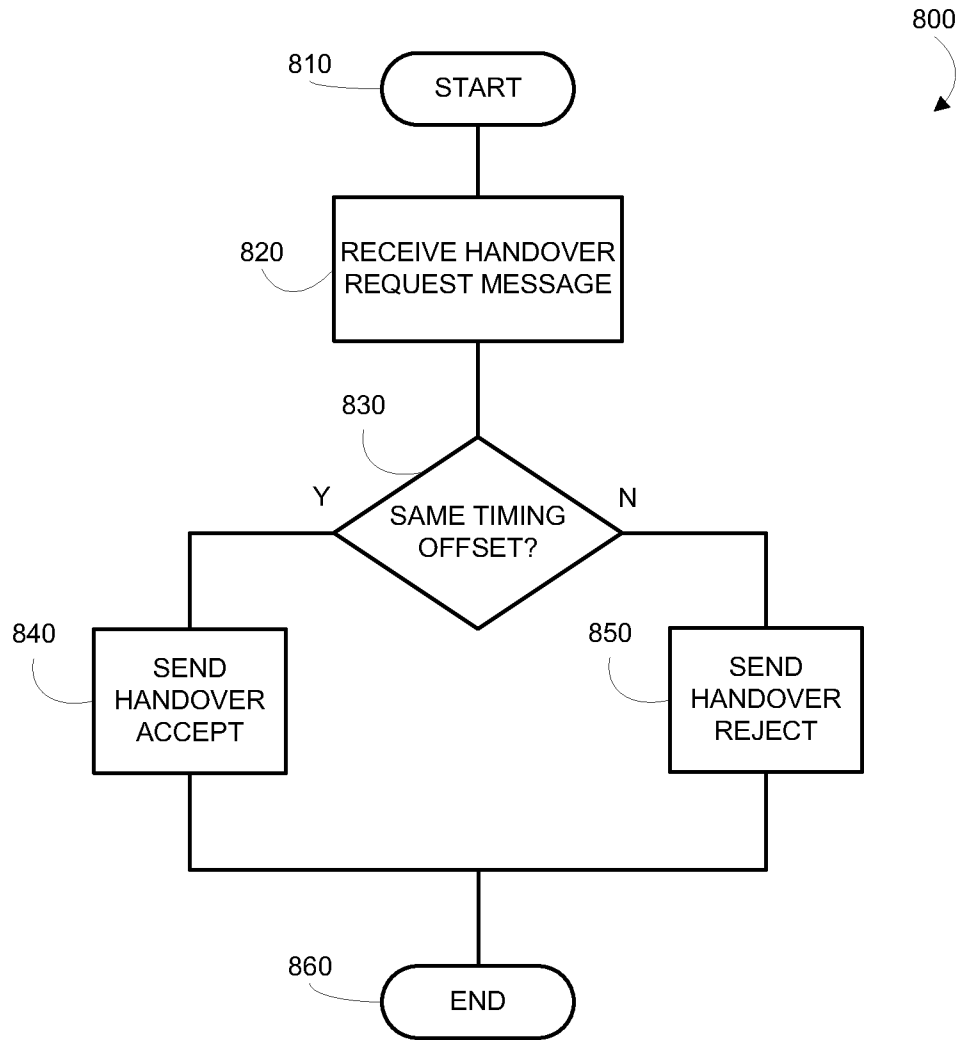 800
810
START
820
RECEIVE HANDOVER
REQUEST MESSAGE
830
Y
N
SAME TIMING
OFFSET?
840
SEND
HANDOVER
ACCEPT
850
SEND
HANDOVER
REJECT
860
END